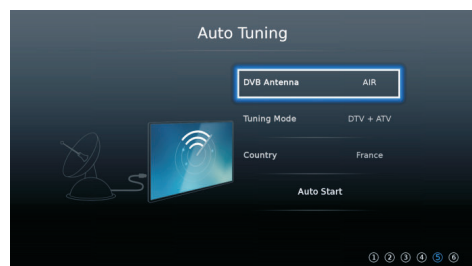 Auto Tuning
DVB Antenna AIR
Tuning Mode DTV + ATV
Country France
Auto Start
① ② ③ ④ ⑤ ⑥